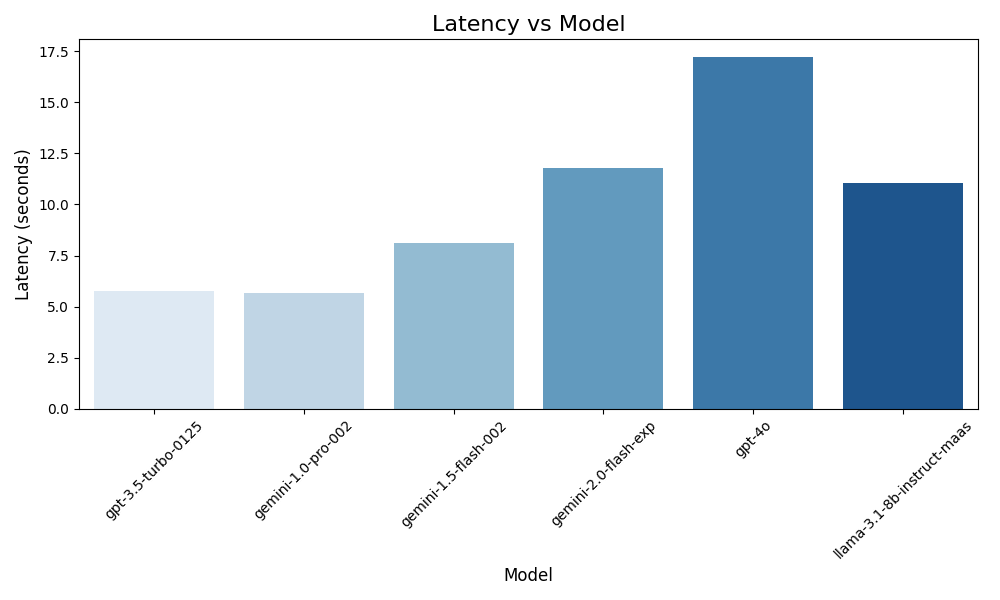 Latency vs Model
Latency (seconds)
17.5
15.0
12.5
10.0
7.5
5.0
2.5
0.0
gpt-3.5-turbo-0125
gemini-1.0-pro-002
gemini-1.5-flash-002
gemini-2.0-flash-exp
gpt-4o
llama-3.1-8b-instruct-maas
Model